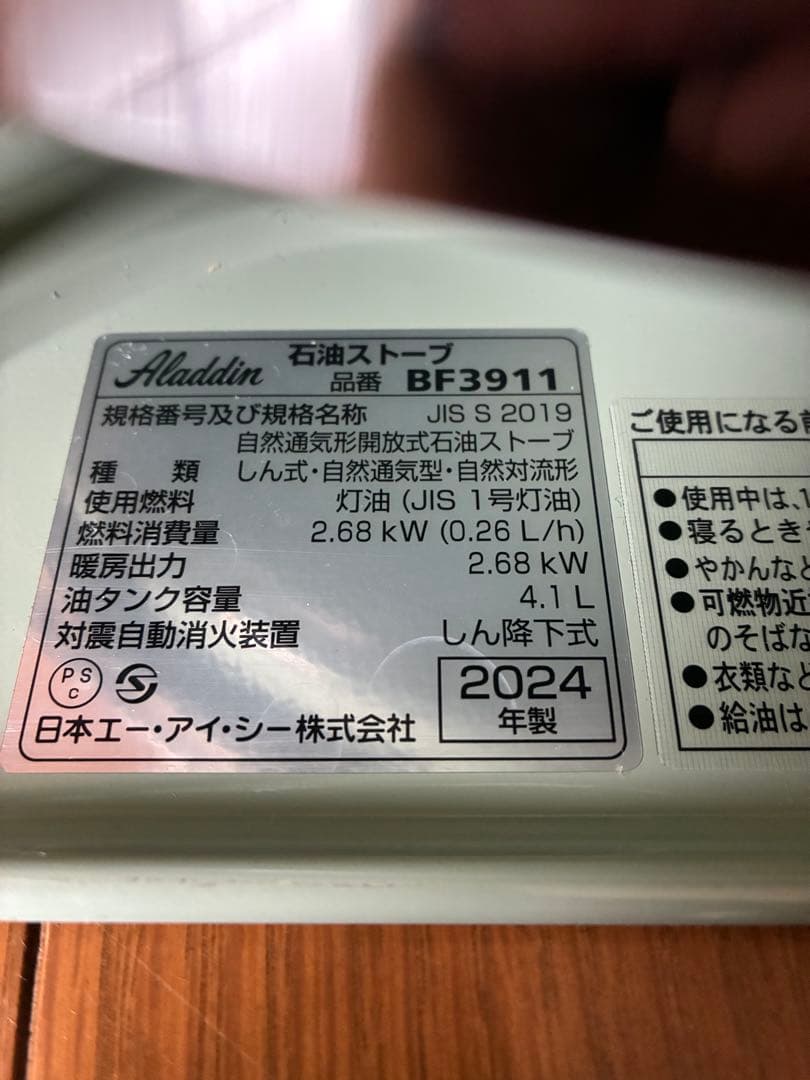 Aladdin 石油ストーブ
品番 BF3911
規格番号及び規格名称 JIS S 2019
自然通気形開放式石油ストーブ
種 類 しん式・自然通気型・自然対流形
使用燃料 灯油 (JIS 1号灯油)
燃料消費量 2.68 kW (0.26 L/h)
暖房出力 2.68 kW
油タンク容量 4.1 L
対震自動消火装置 しん降下式
PS C
2024
年製
日本エー・アイ・シー株式会社
ご使用になる前
●使用中は、1
●寝るときや
●やかんなど
●可燃物近
のそばな
●衣類など
●給油は